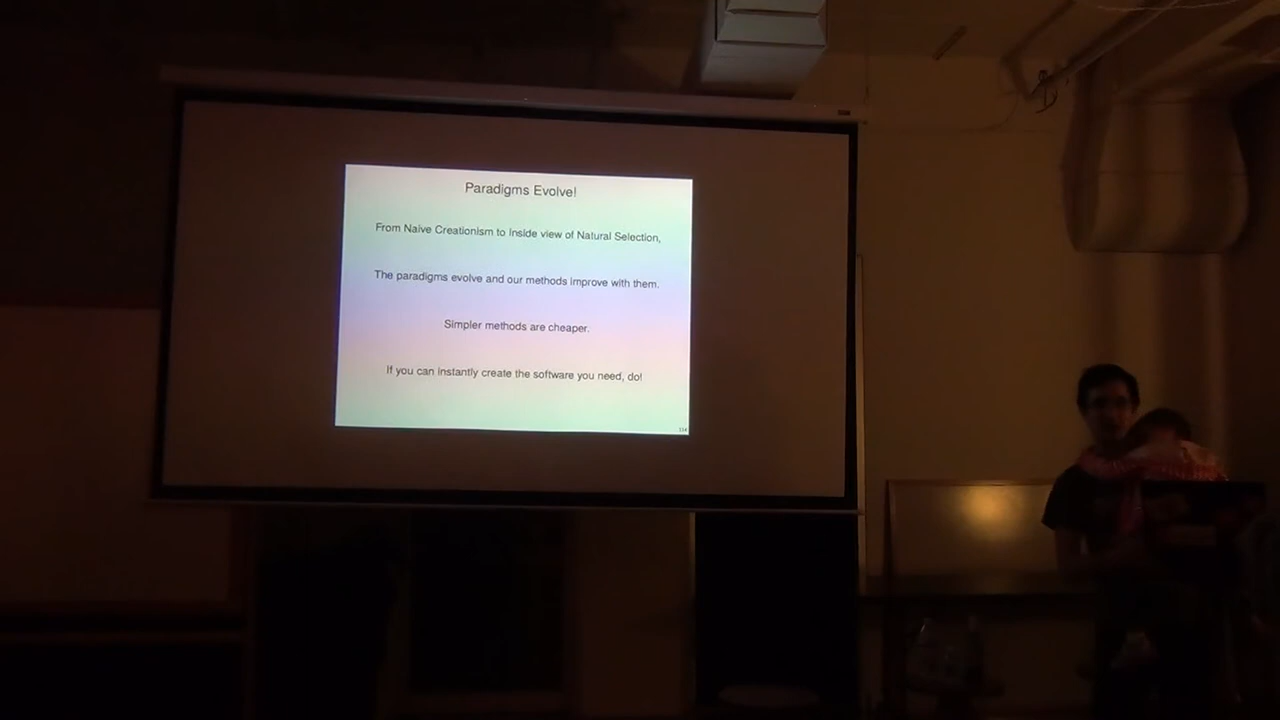 Paradigms Evolve!
From Naive Creationism to Inside view of Natural Selection,
The paradigms evolve and our methods improve with them.
Simpler methods are cheaper.
If you can instantly create the software you need, do!